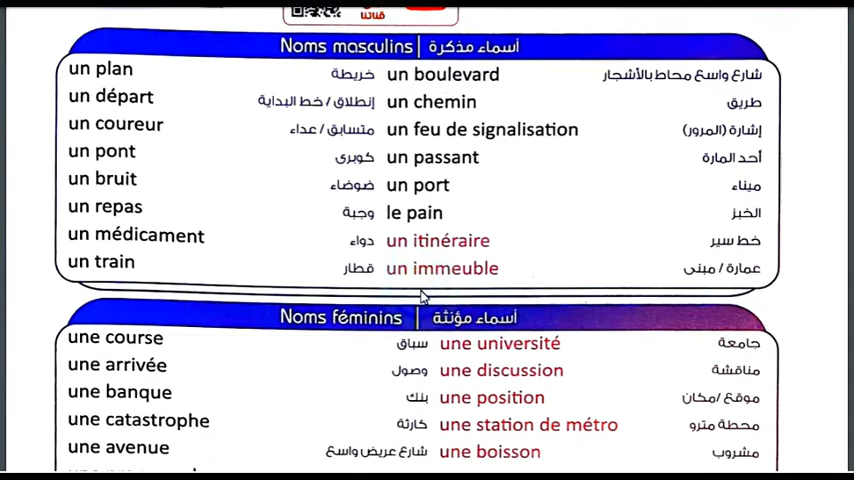 قناتنا
Noms masculins | أسماء مذكرة
un plan خريطة un boulevard شارع واسع محاط بالأشجار
un départ إنطلاق / خط البداية un chemin طريق
un coureur متسابق / عداء un feu de signalisation إشارة (المرور)
un pont كوبرى un passant أحد المارة
un bruit ضوضاء un port ميناء
un repas وجبة le pain الخبز
un médicament دواء un itinéraire خط سير
un train قطار un immeuble عمارة / مبنى
Noms féminins | أسماء مؤنثة
une course سباق une université جامعة
une arrivée وصول une discussion مناقشة
une banque بنك une position موقع /مكان
une catastrophe كارثة une station de métro محطة مترو
une avenue شارع عريض واسع une boisson مشروب